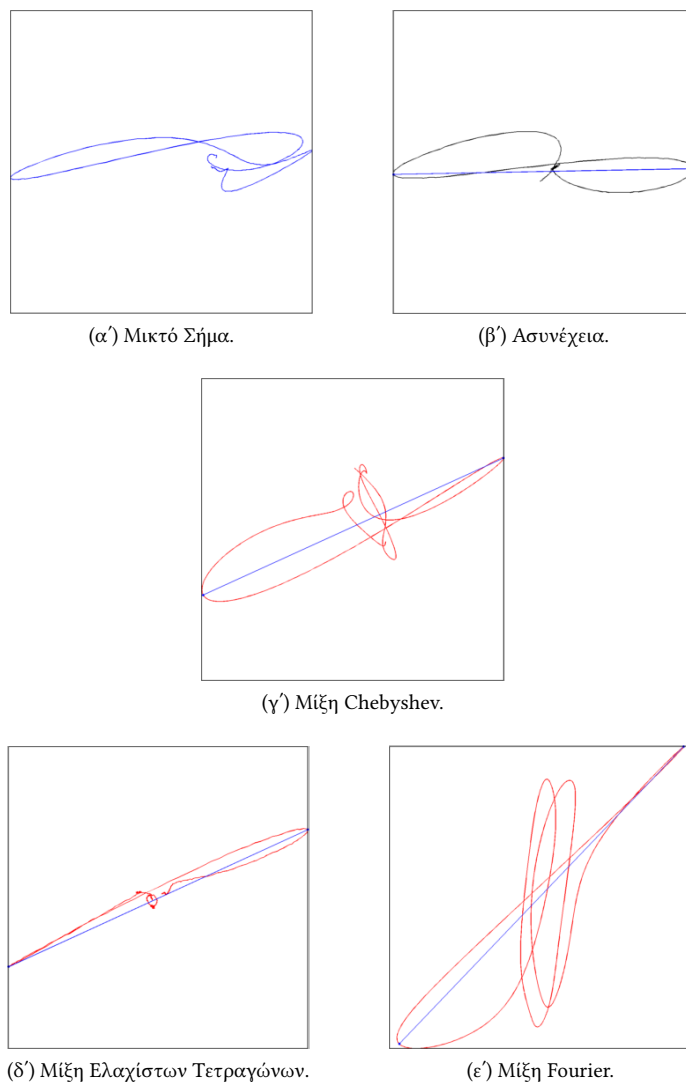 (α′) Μικτό Σήμα.
(β′) Ασυνέχεια.
(γ′) Μίξη Chebyshev.
(δ′) Μίξη Ελαχίστων Τετραγώνων.
(ε′) Μίξη Fourier.